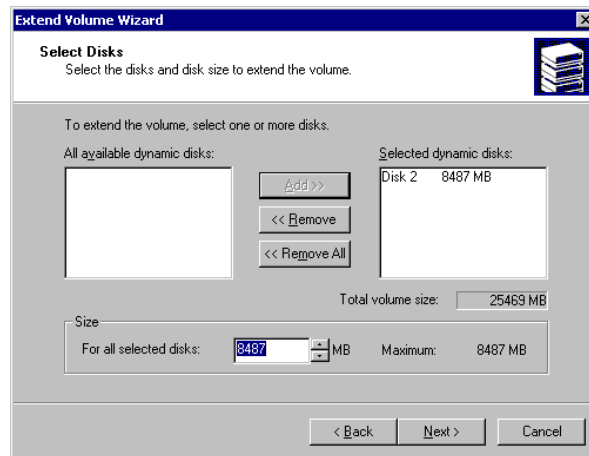 Extend Volume Wizard
Select Disks
Select the disks and disk size to extend the volume.
To extend the volume, select one or more disks.
All available dynamic disks:
Selected dynamic disks:
Disk 2 8487 MB
Add >>
<< Remove
<< Remove All
Total volume size: 25469 MB
Size
For all selected disks: 8487 MB Maximum: 8487 MB
< Back Next > Cancel